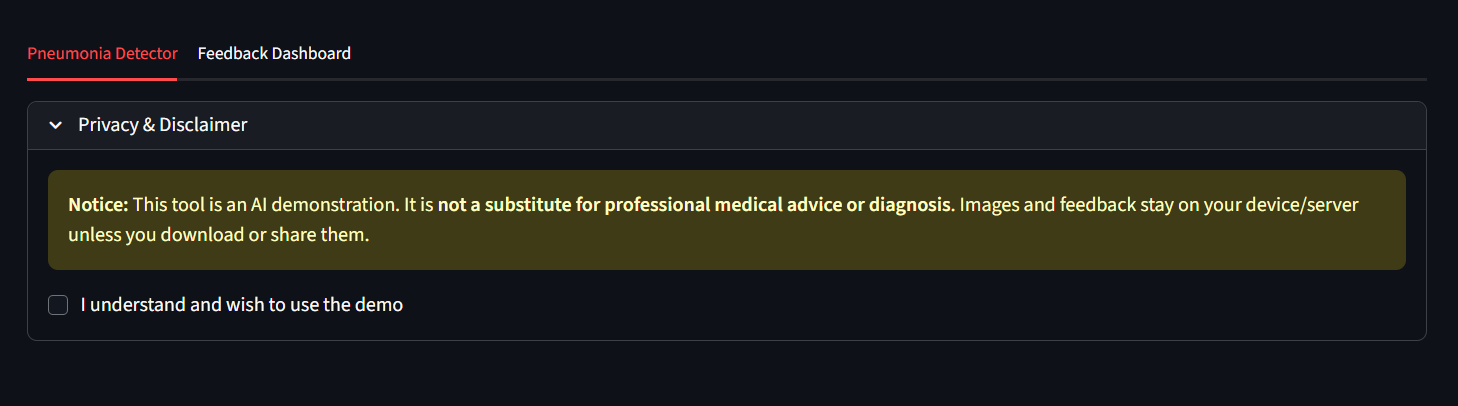 Pneumonia Detector Feedback Dashboard
Privacy & Disclaimer
Notice: This tool is an AI demonstration. It is not a substitute for professional medical advice or diagnosis. Images and feedback stay on your device/server
unless you download or share them.
I understand and wish to use the demo